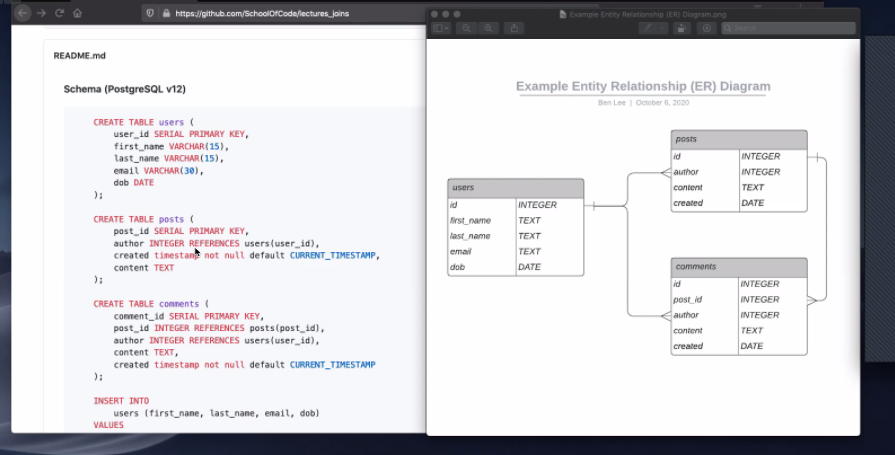 https://github.com/SchoolOfCode/lectures_joins
README.md
Schema (PostgreSQL v12)
CREATE TABLE users (
user_id SERIAL PRIMARY KEY,
first_name VARCHAR(15),
last_name VARCHAR(15),
email VARCHAR(30),
dob DATE
);
CREATE TABLE posts (
post_id SERIAL PRIMARY KEY,
author INTEGER REFERENCES users(user_id),
created timestamp not null default CURRENT_TIMESTAMP,
content TEXT
);
CREATE TABLE comments (
comment_id SERIAL PRIMARY KEY,
post_id INTEGER REFERENCES posts(post_id),
author INTEGER REFERENCES users(user_id),
content TEXT,
created timestamp not null default CURRENT_TIMESTAMP
);
INSERT INTO
users (first_name, last_name, email, dob)
VALUES
Example Entity Relationship (ER) Diagram.png
Search
Example Entity Relationship (ER) Diagram
Ben Lee | October 6, 2020
users
id INTEGER
first_name TEXT
last_name TEXT
email TEXT
dob DATE
posts
id INTEGER
author INTEGER
content TEXT
created DATE
comments
id INTEGER
post_id INTEGER
author INTEGER
content TEXT
created DATE